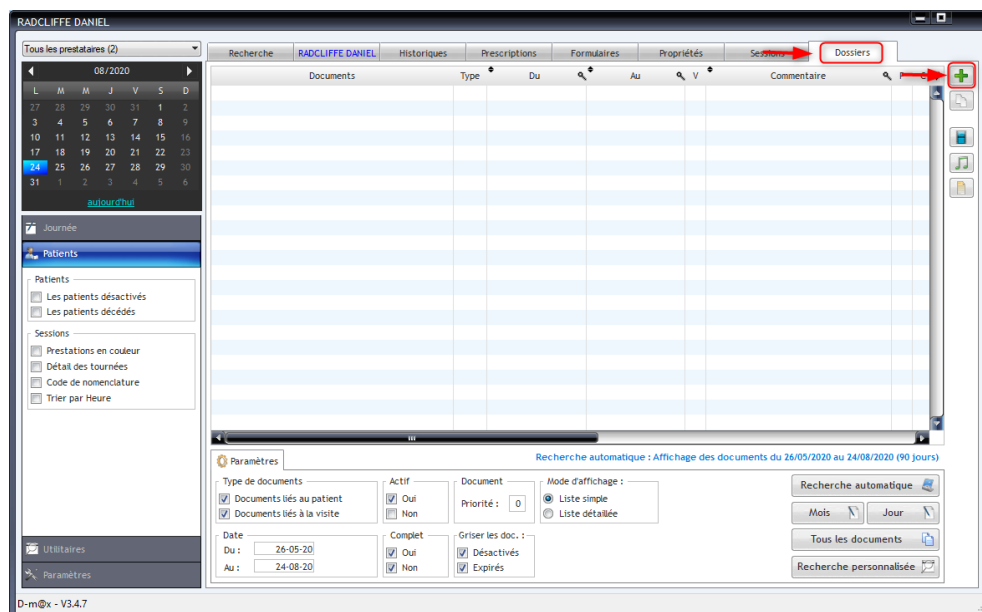 RADCLIFFE DANIEL
Tous les prestataires (2)
Recherche RADCLIFFE DANIEL Historiques Prescriptions Formulaires Propriétés Sessions Dossiers
08/2020
L M M J V S D
27 28 29 30 31 1 2
3 4 5 6 7 8 9
10 11 12 13 14 15 16
17 18 19 20 21 22 23
24 25 26 27 28 29 30
31 1 2 3 4 5 6
aujourd'hui
Documents Type Du Au V Commentaire
Journée
Patients
Patients
Les patients désactivés
Les patients décédés
Sessions
Prestations en couleur
Détail des tournées
Code de nomenclature
Trier par Heure
Utilitaires
Paramètres
Paramètres
Recherche automatique : Affichage des documents du 26/05/2020 au 24/08/2020 (90 jours)
Type de documents
Documents liés au patient
Documents liés à la visite
Actif
Oui
Non
Document
Priorité : 0
Mode d'affichage :
Liste simple
Liste détaillée
Date
Du : 26-05-20
Au : 24-08-20
Complet
Oui
Non
Griser les doc. :
Désactivés
Expirés
Recherche automatique
Mois Jour
Tous les documents
Recherche personnalisée
D-m@x - V3.4.7